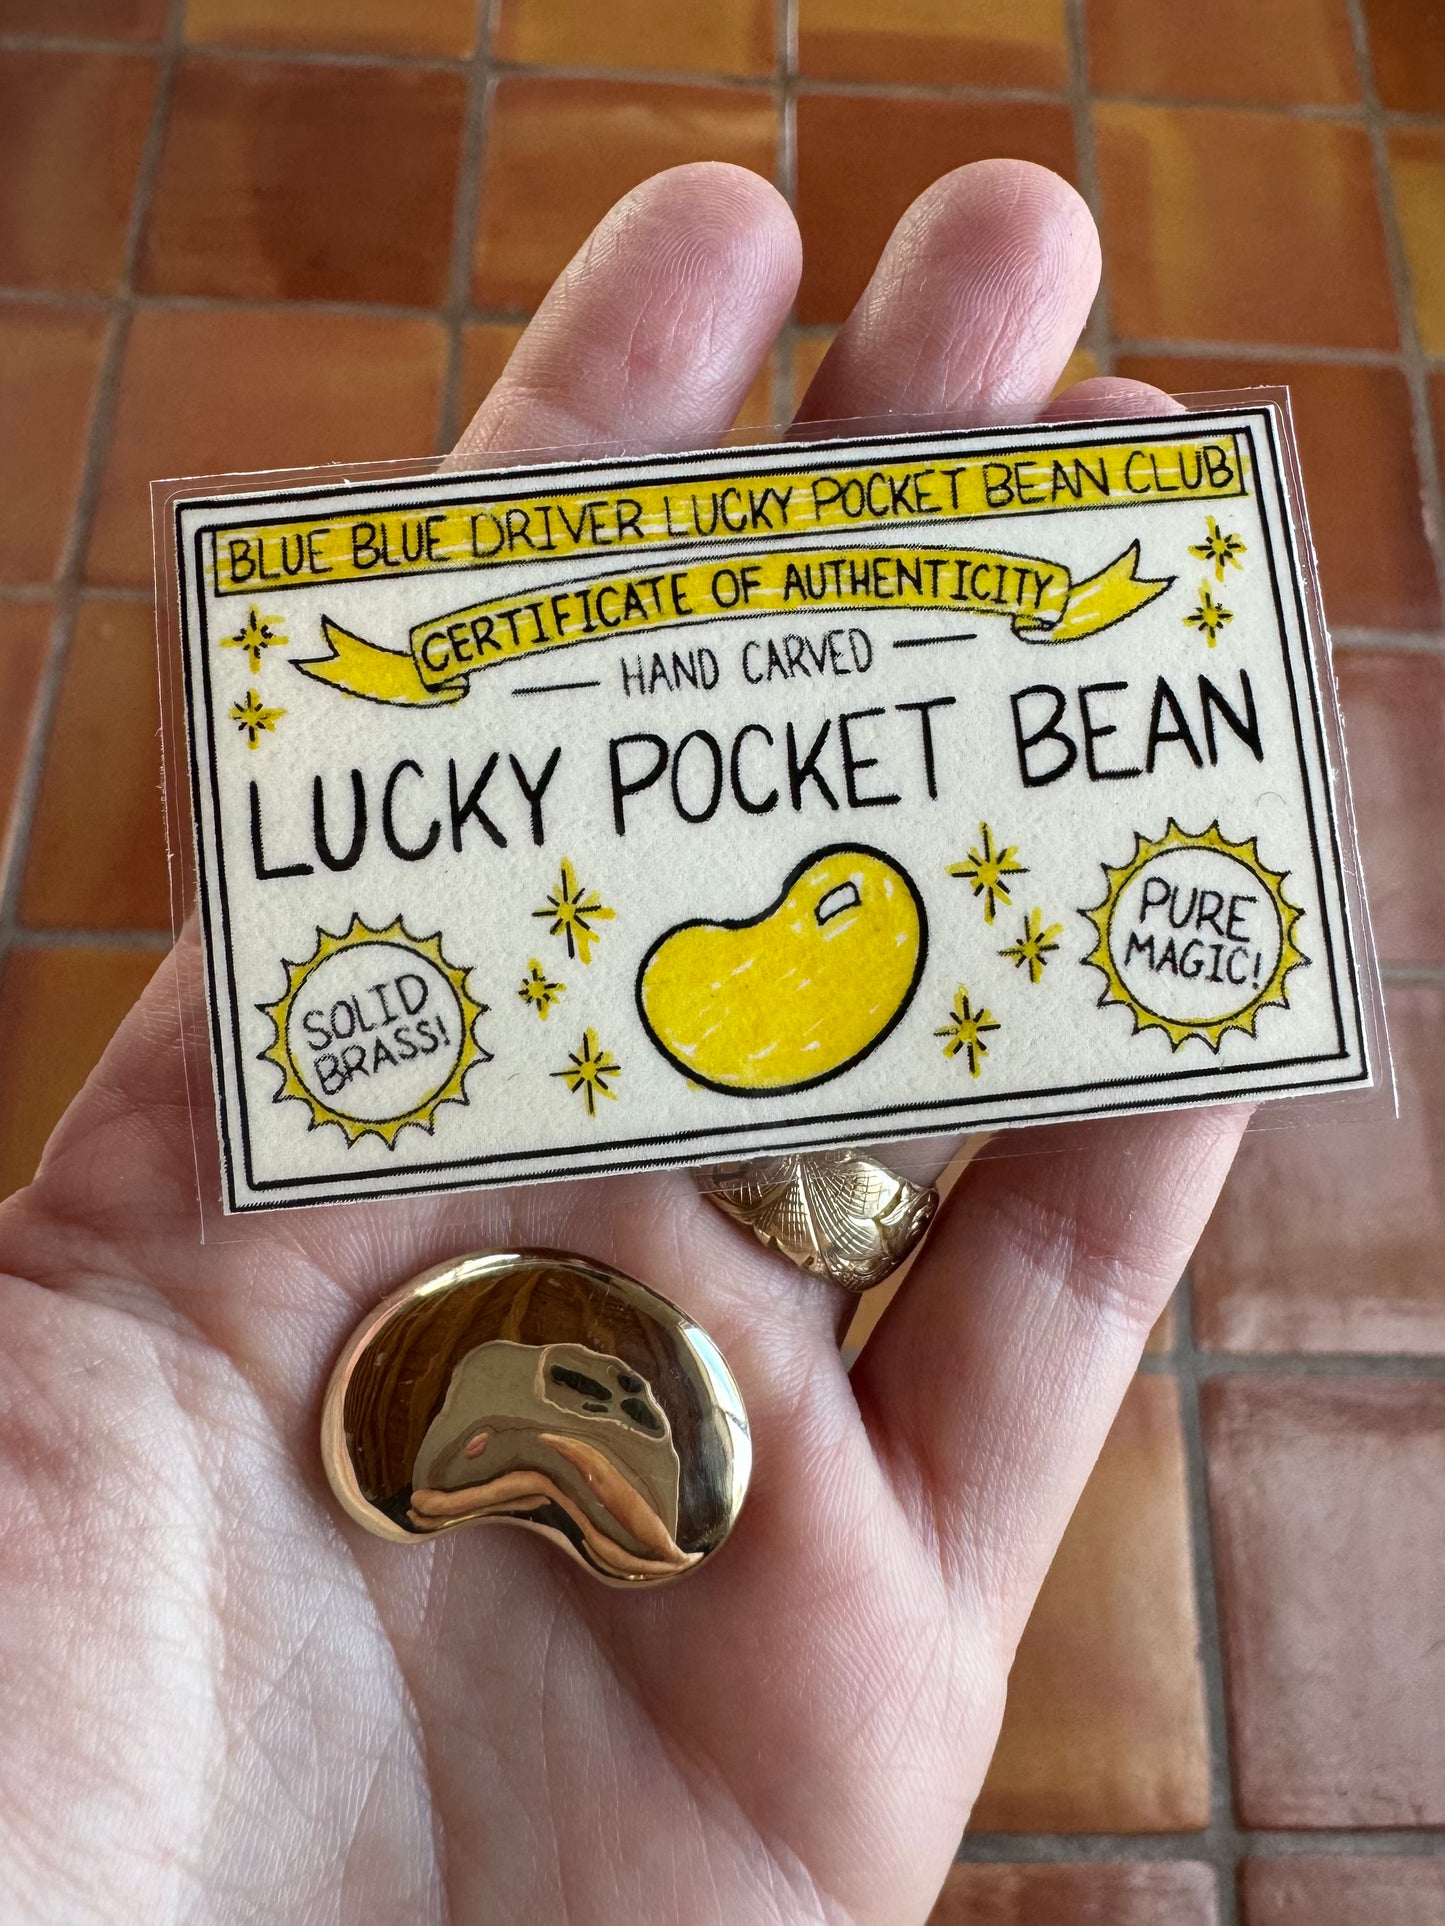 BLUE BLUE DRIVER LUCKY POCKET BEAN CLUB
CERTIFICATE OF AUTHENTICITY
HAND CARVED
LUCKY POCKET BEAN
SOLID
BRASS!
PURE
MAGIC!